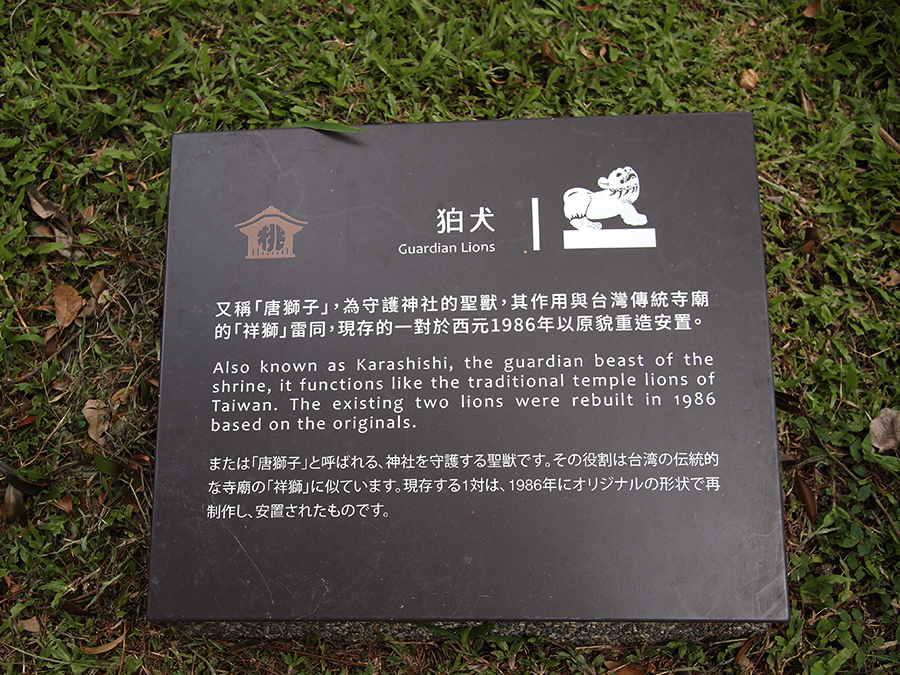 桃
狛犬
Guardian Lions
又稱「唐獅子」，為守護神社的聖獸，其作用與台灣傳統寺廟
的「祥獅」雷同，現存的一對於西元1986年以原貌重造安置。
Also known as Karashishi, the guardian beast of the
shrine, it functions like the traditional temple lions of
Taiwan. The existing two lions were rebuilt in 1986
based on the originals.
または「唐獅子」と呼ばれる、神社を守護する聖獣です。その役割は台湾の伝統的
な寺廟の「祥獅」に似ています。現存する1対は、1986年にオリジナルの形状で再
制作し、安置されたものです。